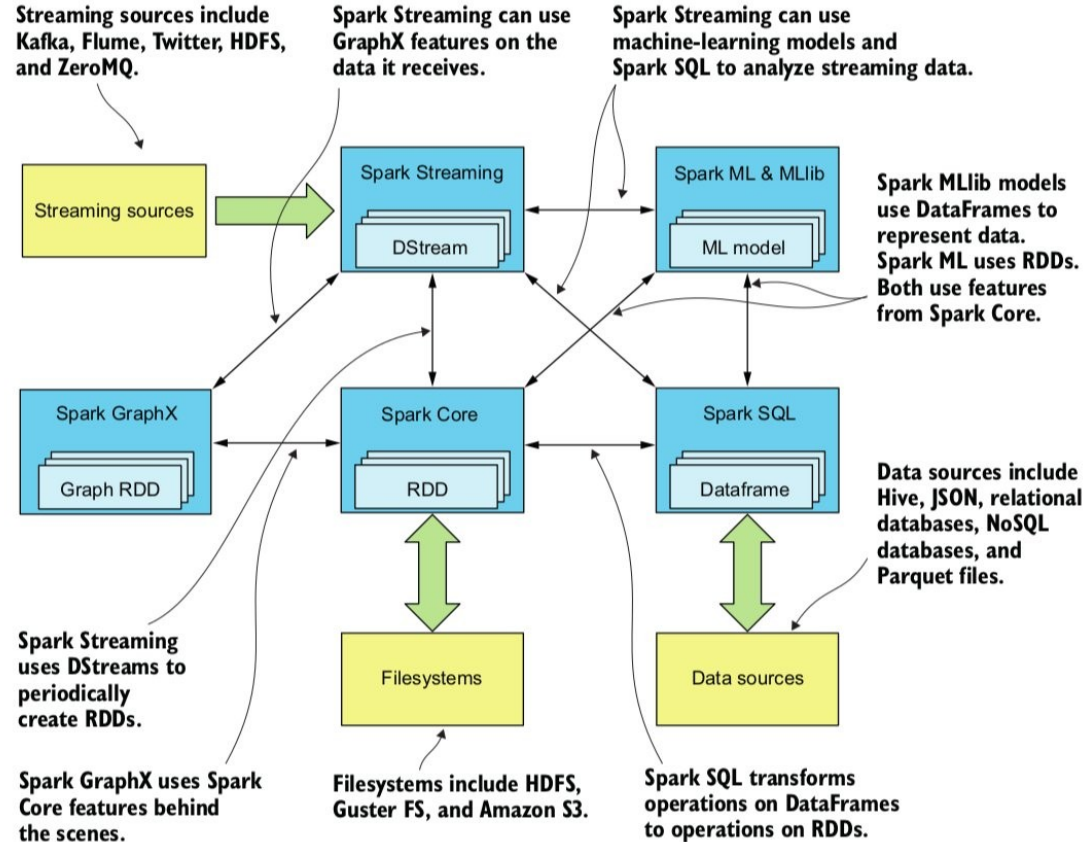 Streaming sources include
Kafka, Flume, Twitter, HDFS,
and ZeroMQ.
Spark Streaming can use
GraphX features on the
data it receives.
Spark Streaming can use
machine-learning models and
Spark SQL to analyze streaming data.
Streaming sources
Spark Streaming
DStream
Spark ML & MLlib
ML model
Spark MLlib models
use DataFrames to
represent data.
Spark ML uses RDDs.
Both use features
from Spark Core.
Spark GraphX
Graph RDD
Spark Core
RDD
Spark SQL
Dataframe
Data sources include
Hive, JSON, relational
databases, NoSQL
databases, and
Parquet files.
Spark Streaming
uses DStreams to
periodically
create RDDs.
Filesystems
Data sources
Spark GraphX uses Spark
Core features behind
the scenes.
Filesystems include HDFS,
Guster FS, and Amazon S3.
Spark SQL transforms
operations on DataFrames
to operations on RDDs.